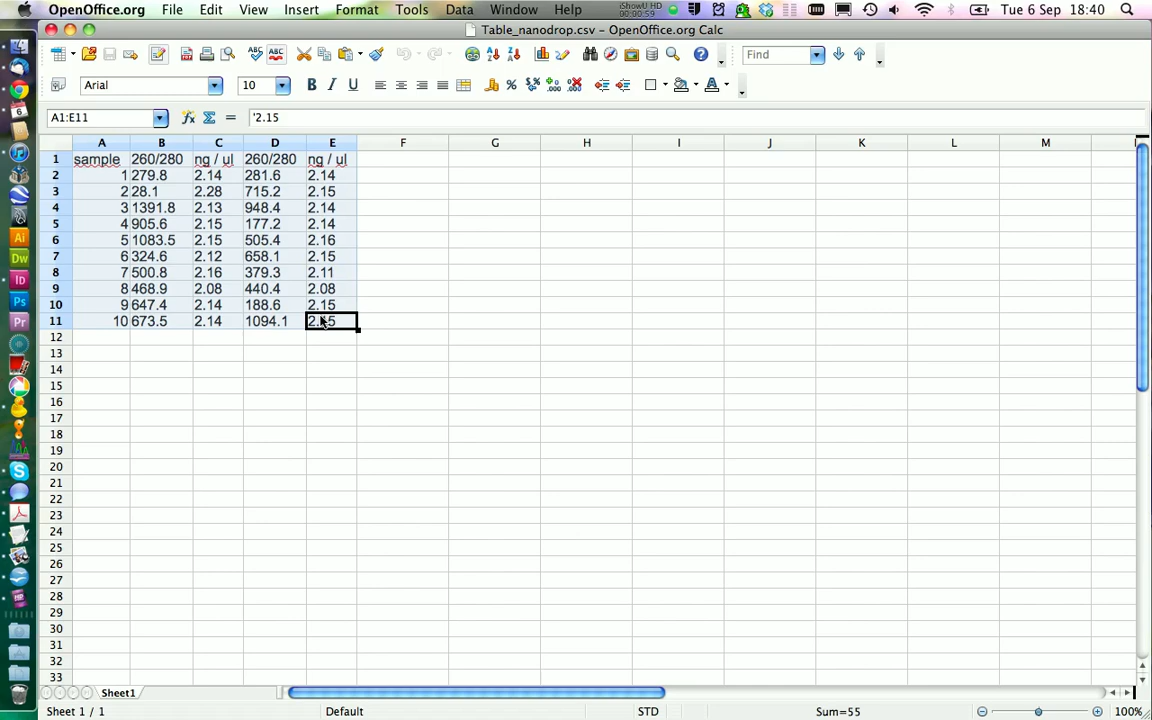 OpenOffice.org File Edit View Insert Format Tools Data Window Help iShowU HD 00:00:59 Tue 6 Sep 18:40
Table_nanodrop.csv – OpenOffice.org Calc
Find
Arial 10
A1:E11 '2.15
A B C D E F G H I J K L M
1 sample 260/280 ng / ul 260/280 ng / ul
2 1 279.8 2.14 281.6 2.14
3 2 28.1 2.28 715.2 2.15
4 3 1391.8 2.13 948.4 2.14
5 4 905.6 2.15 177.2 2.14
6 5 1083.5 2.15 505.4 2.16
7 6 324.6 2.12 658.1 2.15
8 7 500.8 2.16 379.3 2.11
9 8 468.9 2.08 440.4 2.08
10 9 647.4 2.14 188.6 2.15
11 10 673.5 2.14 1094.1 2.15
12
13
14
15
16
17
18
19
20
21
22
23
24
25
26
27
28
29
30
31
32
33
Sheet1
Sheet 1 / 1 Default STD Sum=55 100%